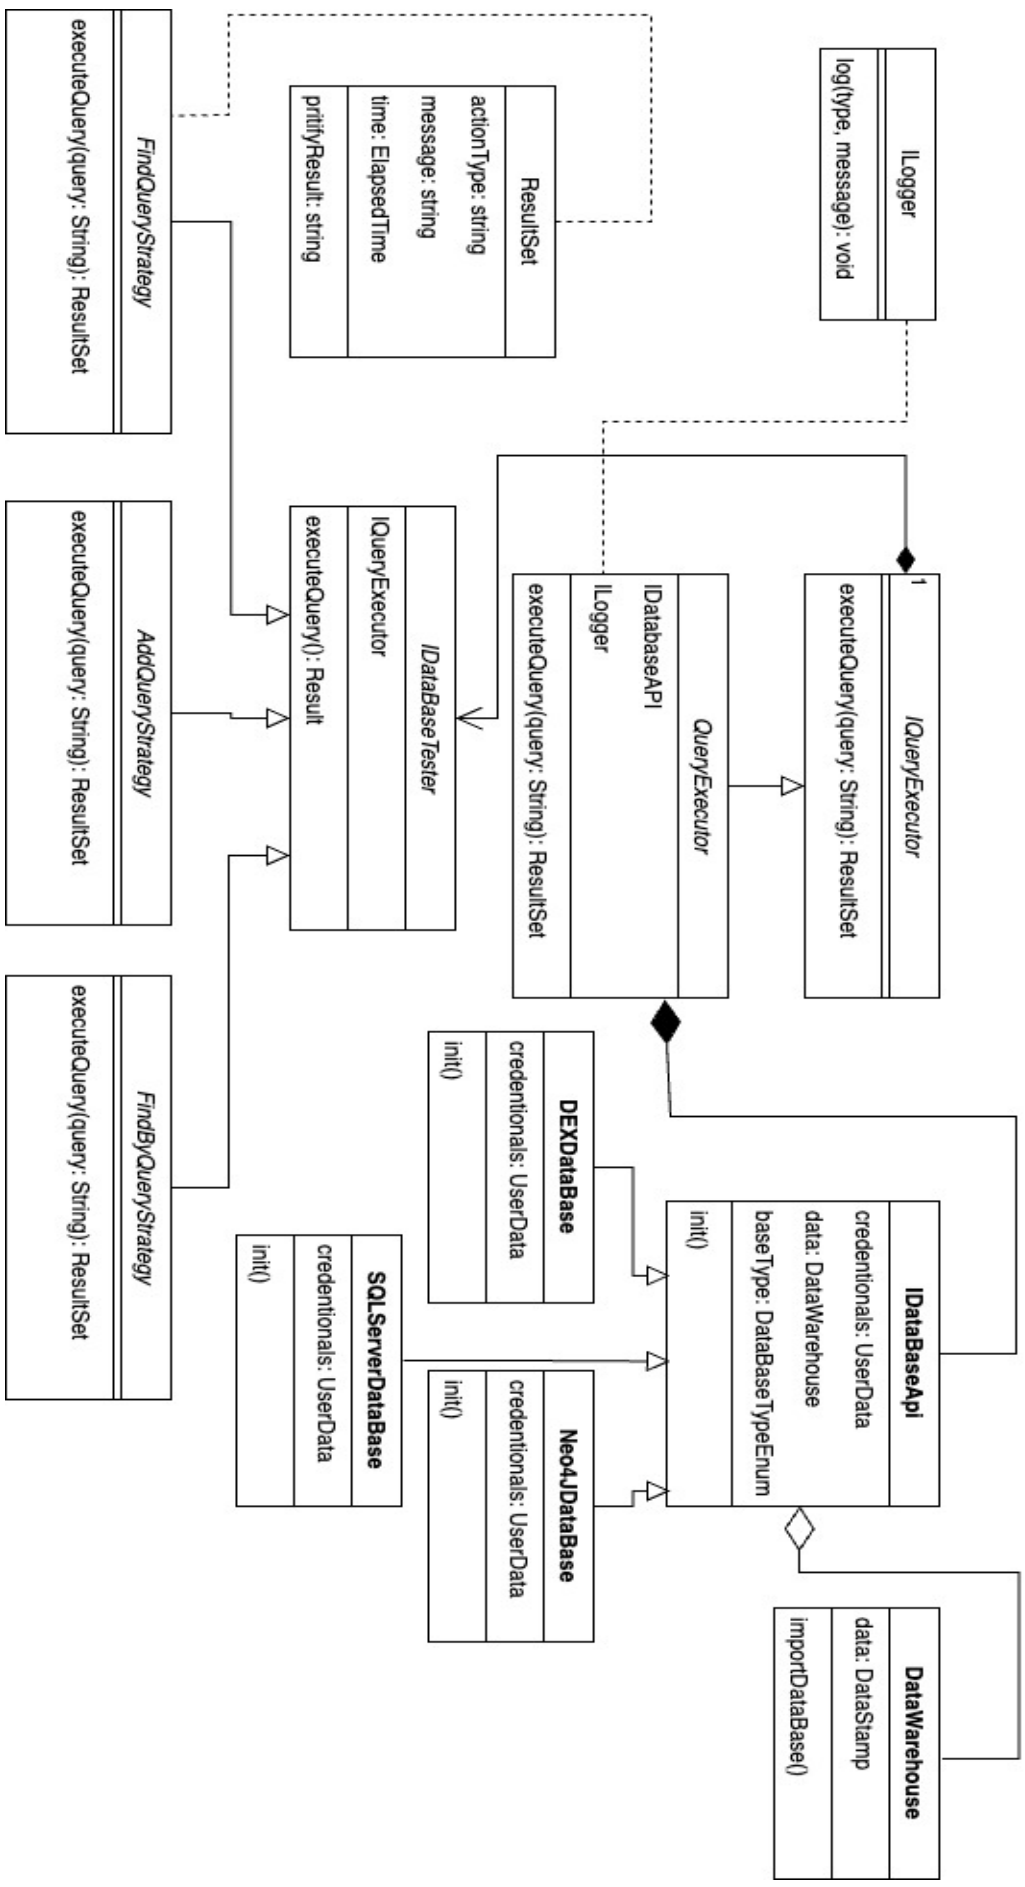 ILogger
log(type, message): void
1
IQueryExecutor
executeQuery(query: String): ResultSet
IDataBaseApi
credentionals: UserData
data: DataWarehouse
baseType: DataBaseTypeEnum
init()
DataWarehouse
data: DataStamp
importDataBase()
QueryExecutor
IDatabaseAPI
ILogger
executeQuery(query: String): ResultSet
ResultSet
actionType: string
message: string
time: ElapsedTime
pritifyResult: string
DEXDataBase
credentionals: UserData
init()
Neo4JDataBase
credentionals: UserData
init()
IDataBaseTester
IQueryExecutor
executeQuery(): Result
SQLServerDataBase
credentionals: UserData
init()
FindQueryStrategy
executeQuery(query: String): ResultSet
AddQueryStrategy
executeQuery(query: String): ResultSet
FindByQueryStrategy
executeQuery(query: String): ResultSet